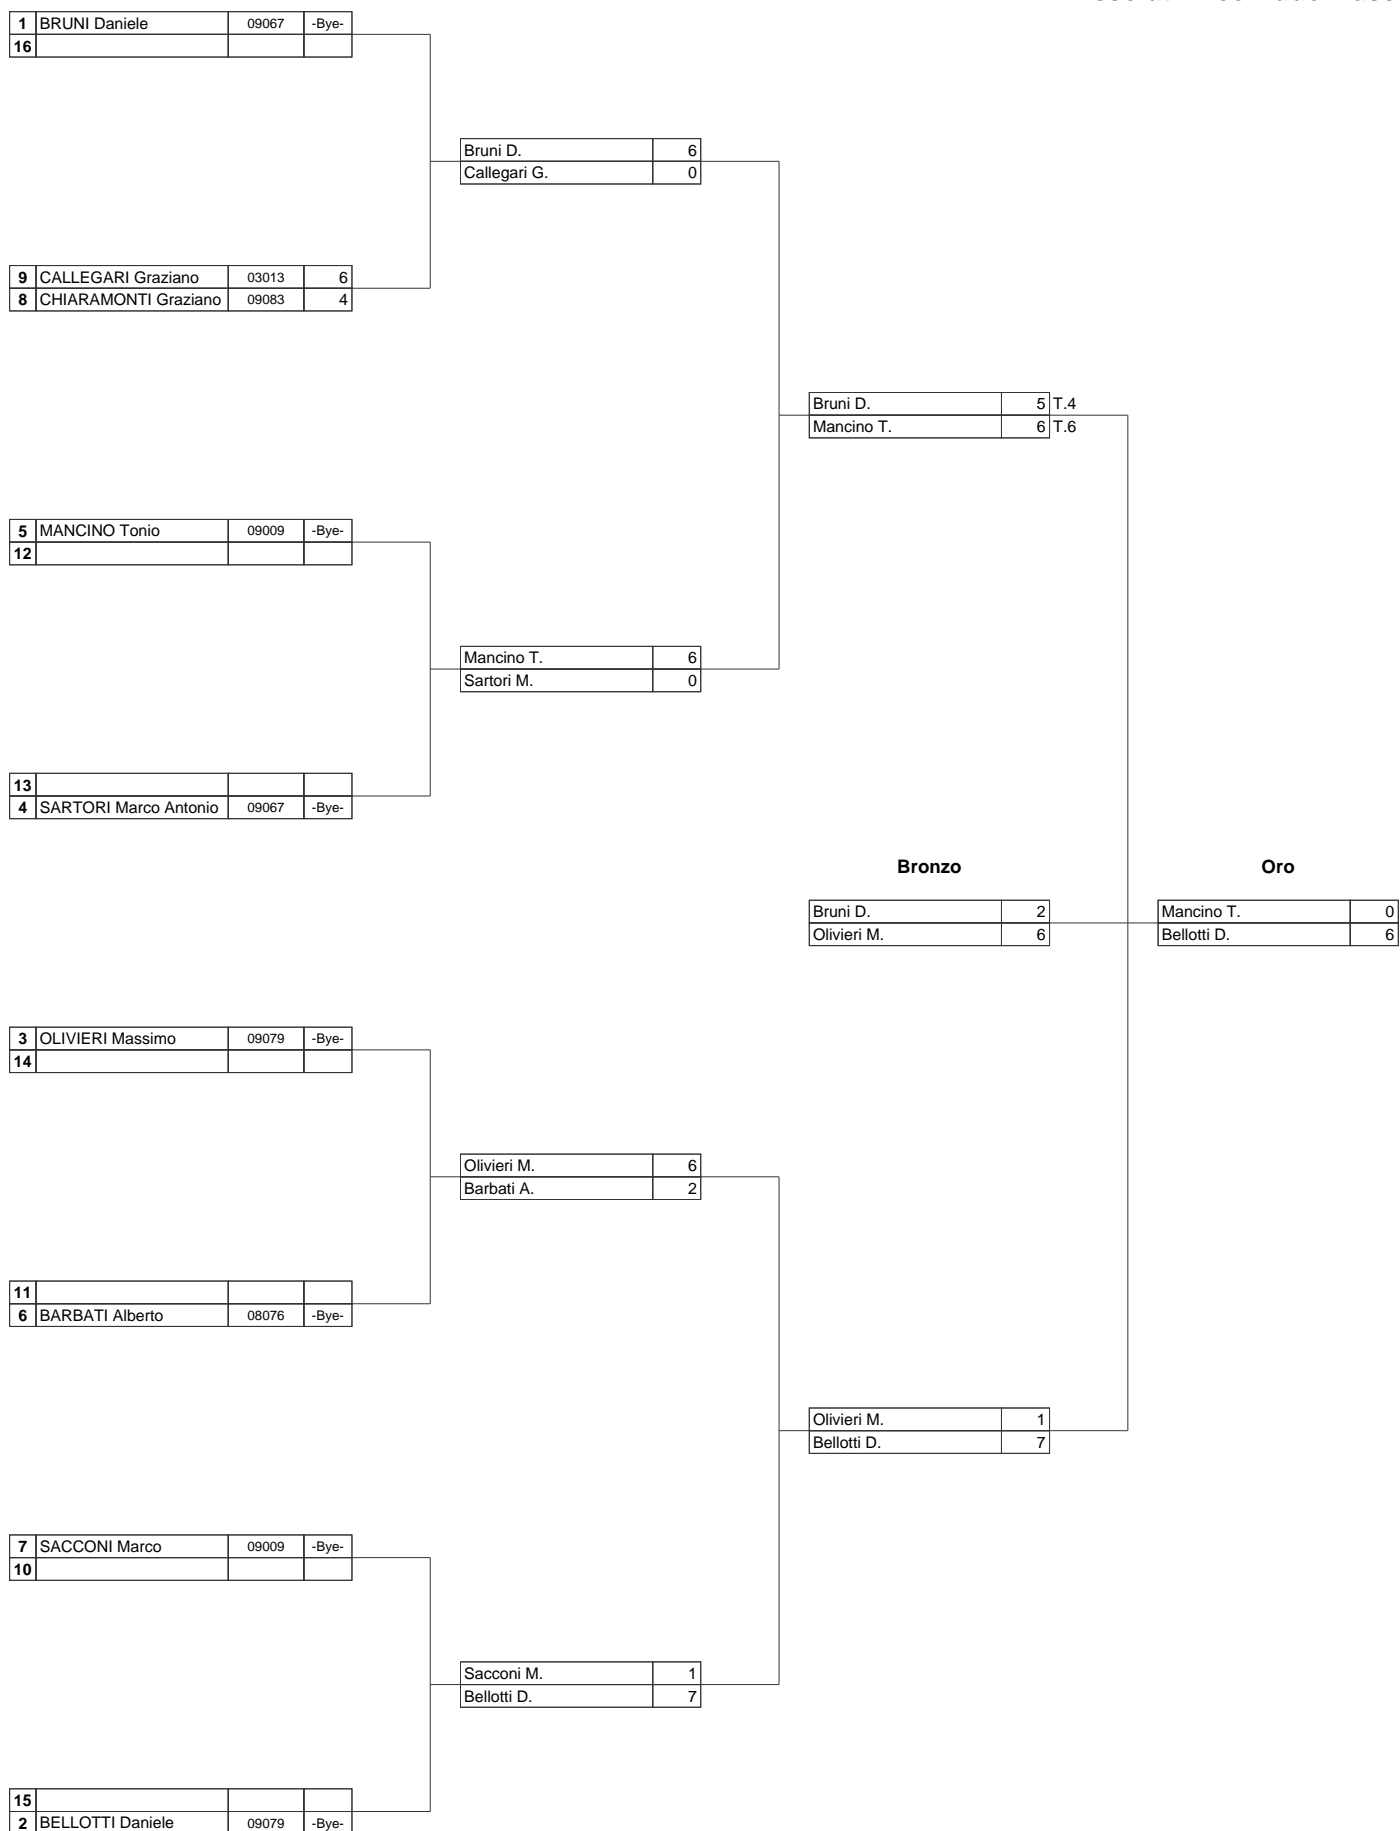 1 BRUNI Daniele 09067 -Bye-
16
Bruni D. 6
Callegari G. 0
9 CALLEGARI Graziano 03013 6
8 CHIARAMONTI Graziano 09083 4
Bruni D. 5 T.4
Mancino T. 6 T.6
5 MANCINO Tonio 09009 -Bye-
12
Mancino T. 6
Sartori M. 0
13
4 SARTORI Marco Antonio 09067 -Bye-
Bronzo
Oro
Bruni D. 2
Olivieri M. 6
Mancino T. 0
Bellotti D. 6
3 OLIVIERI Massimo 09079 -Bye-
14
Olivieri M. 6
Barbati A. 2
11
6 BARBATI Alberto 08076 -Bye-
Olivieri M. 1
Bellotti D. 7
7 SACCONI Marco 09009 -Bye-
10
Sacconi M. 1
Bellotti D. 7
15
2 BELLOTTI Daniele 09079 -Bye-